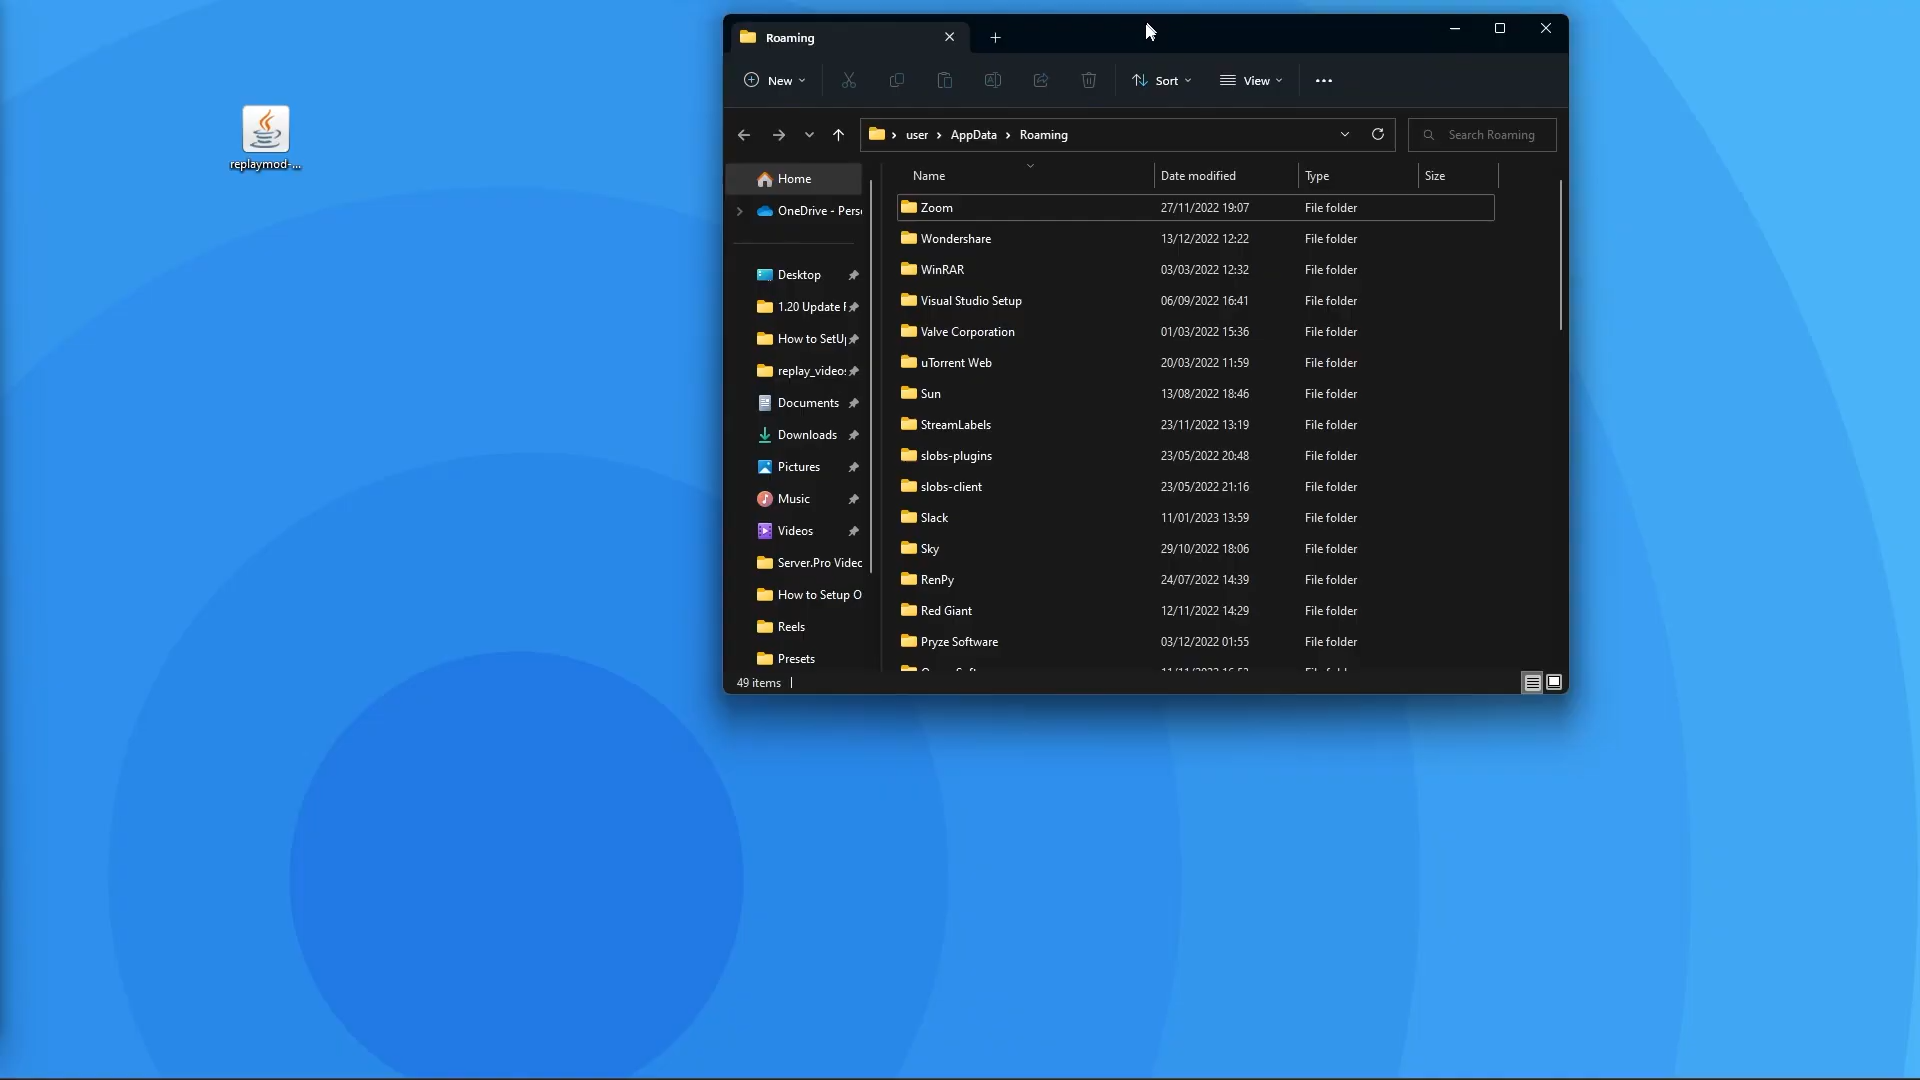 Roaming
New
Sort
View
user > AppData > Roaming
Search Roaming
Name Date modified Type Size
Home
OneDrive - Pers
Desktop
1.20 Update
How to SetU
replay_video
Documents
Downloads
Pictures
Music
Videos
Server.Pro Videc
How to Setup O
Reels
Presets
Zoom 27/11/2022 19:07 File folder
Wondershare 13/12/2022 12:22 File folder
WinRAR 03/03/2022 12:32 File folder
Visual Studio Setup 06/09/2022 16:41 File folder
Valve Corporation 01/03/2022 15:36 File folder
uTorrent Web 20/03/2022 11:59 File folder
Sun 13/08/2022 18:46 File folder
StreamLabels 23/11/2022 13:19 File folder
slobs-plugins 23/05/2022 20:48 File folder
slobs-client 23/05/2022 21:16 File folder
Slack 11/01/2023 13:59 File folder
Sky 29/10/2022 18:06 File folder
RenPy 24/07/2022 14:39 File folder
Red Giant 12/11/2022 14:29 File folder
Pryze Software 03/12/2022 01:55 File folder
49 items
replaymod-...